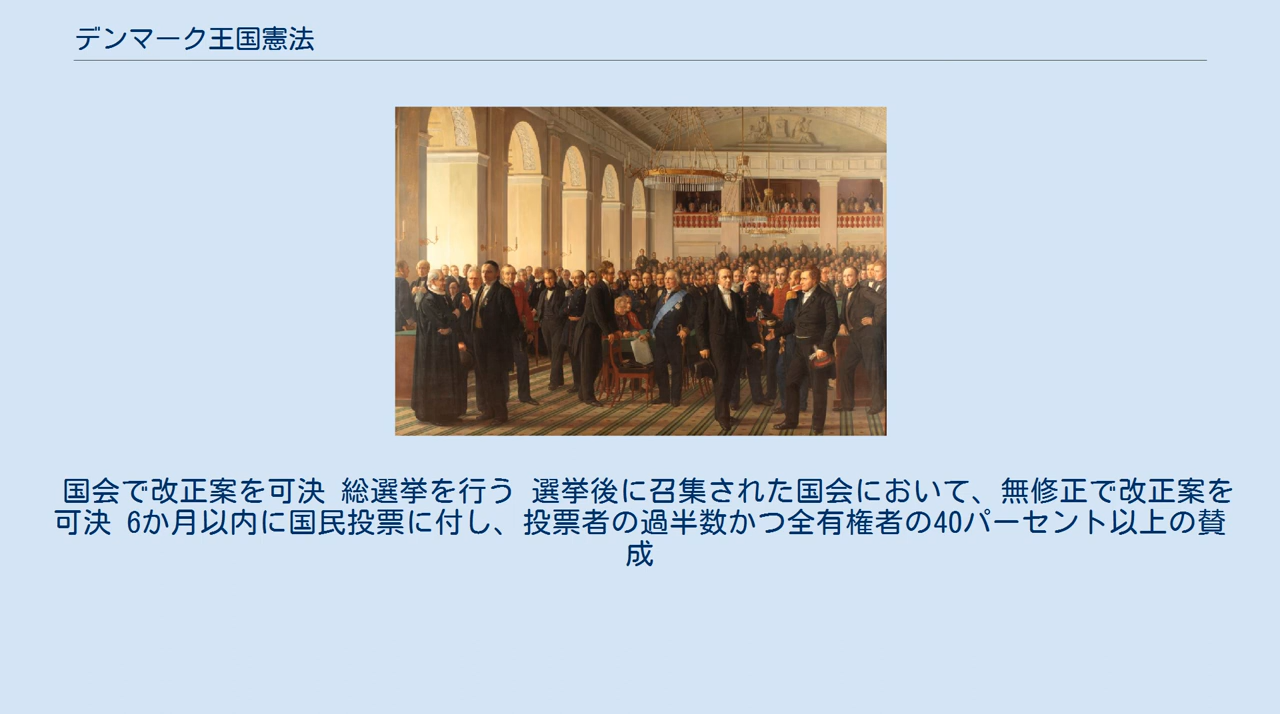 デンマーク王国憲法
国会で改正案を可決 総選挙を行う 選挙後に召集された国会において、無修正で改正案を
可決 6か月以内に国民投票に付し、投票者の過半数かつ全有権者の40パーセント以上の賛
成